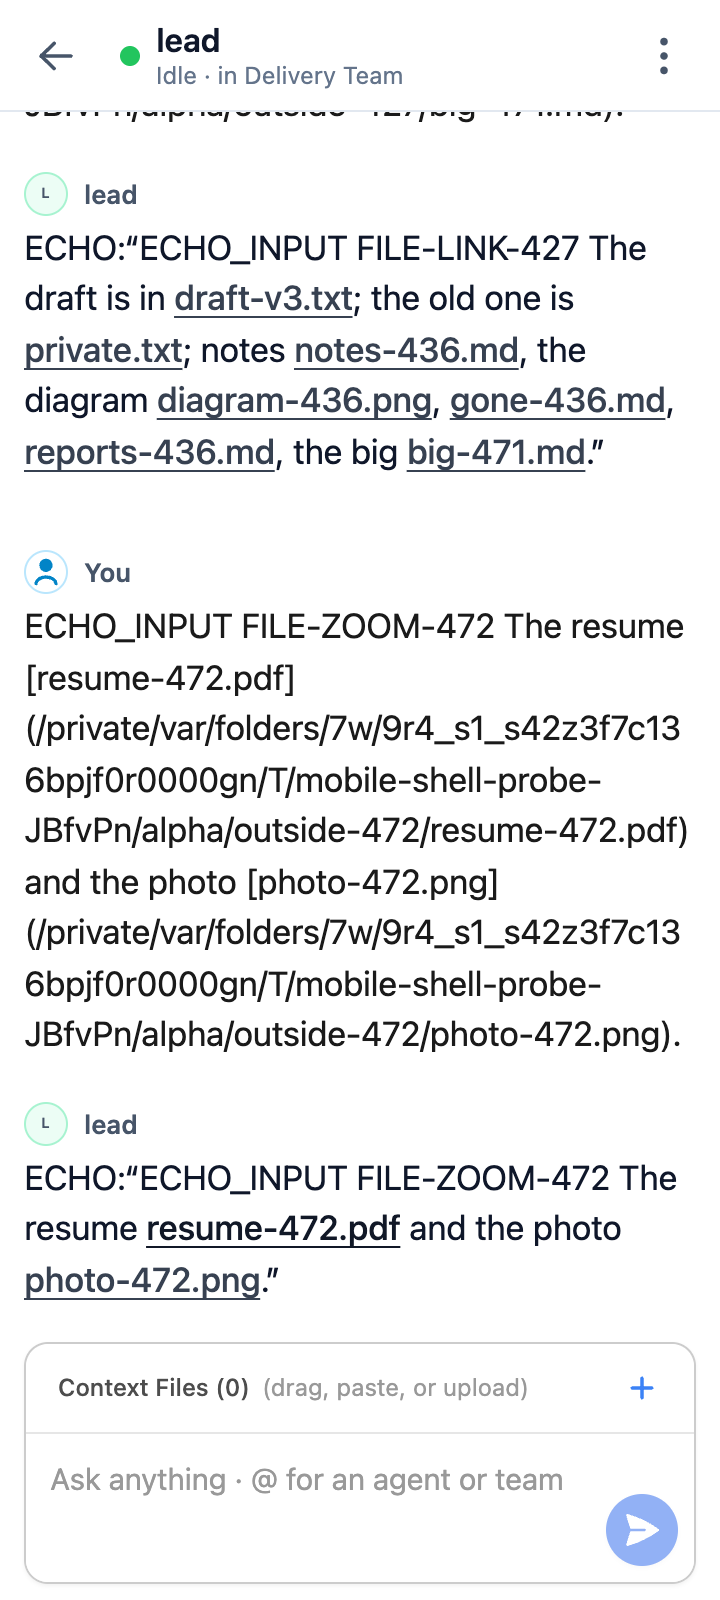 lead
Idle · in Delivery Team
L lead
ECHO:“ECHO_INPUT FILE-LINK-427 The
draft is in draft-v3.txt; the old one is
private.txt; notes notes-436.md, the
diagram diagram-436.png, gone-436.md,
reports-436.md, the big big-471.md.”
You
ECHO_INPUT FILE-ZOOM-472 The resume
[resume-472.pdf]
(/private/var/folders/7w/9r4_s1_s42z3f7c13
6bpjf0r0000gn/T/mobile-shell-probe-
JBfvPn/alpha/outside-472/resume-472.pdf)
and the photo [photo-472.png]
(/private/var/folders/7w/9r4_s1_s42z3f7c13
6bpjf0r0000gn/T/mobile-shell-probe-
JBfvPn/alpha/outside-472/photo-472.png).
L lead
ECHO:“ECHO_INPUT FILE-ZOOM-472 The
resume resume-472.pdf and the photo
photo-472.png.”
Context Files (0) (drag, paste, or upload)
Ask anything · @ for an agent or team